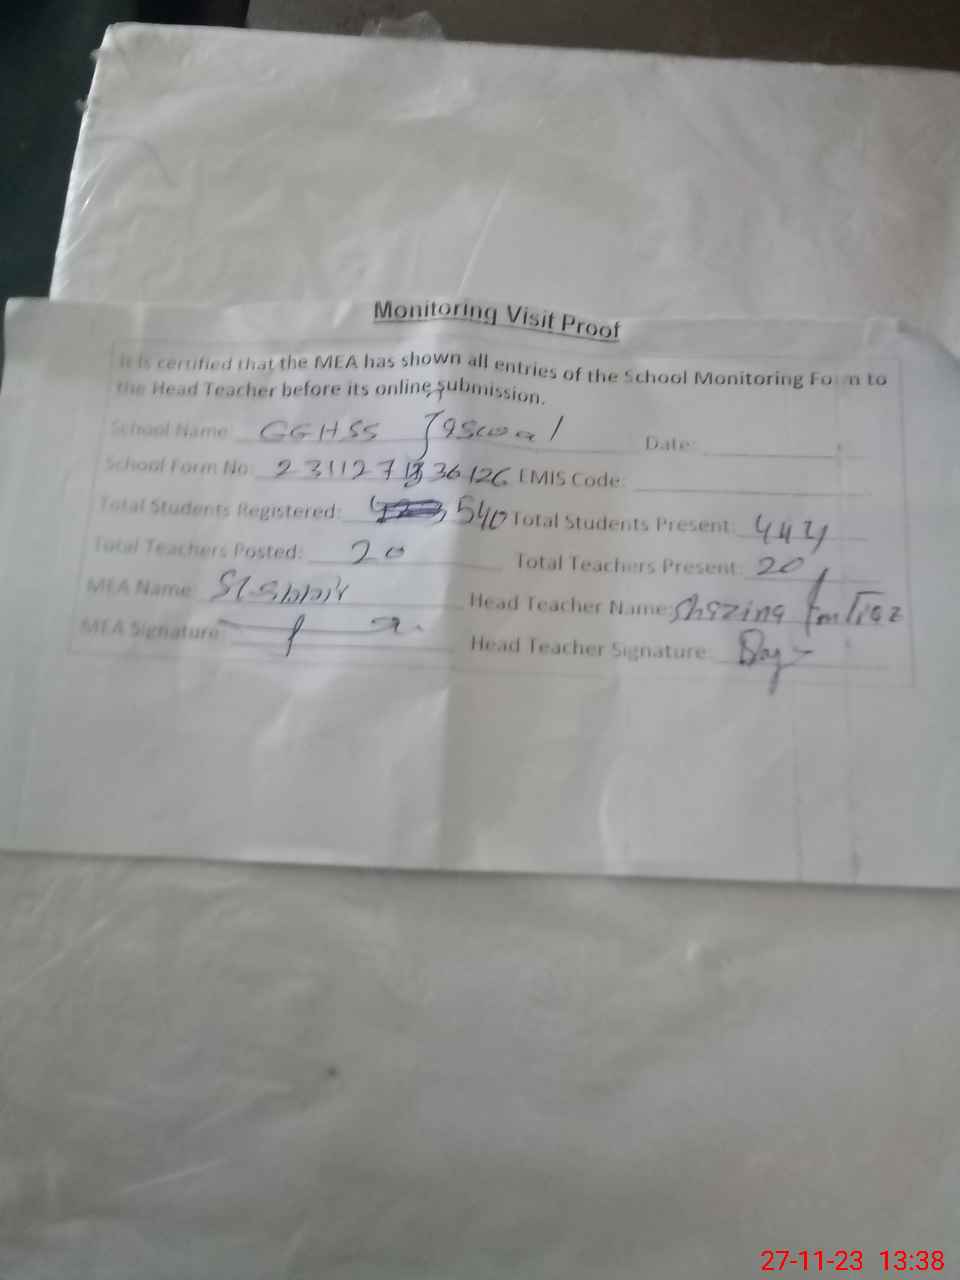 Monitoring Visit Proof
It is certified that the MEA has shown all entries of the School Monitoring Form to
the Head Teacher before its online submission.
School Name: GGHSS Jaswal Date:
School Form No: EMIS Code:
Total Students Registered: 540 Total Students Present: 444
Total Teachers Posted: 20 Total Teachers Present: 20
MEA Name: Head Teacher Name:
MEA Signature: Head Teacher Signature:
27-11-23 13:38